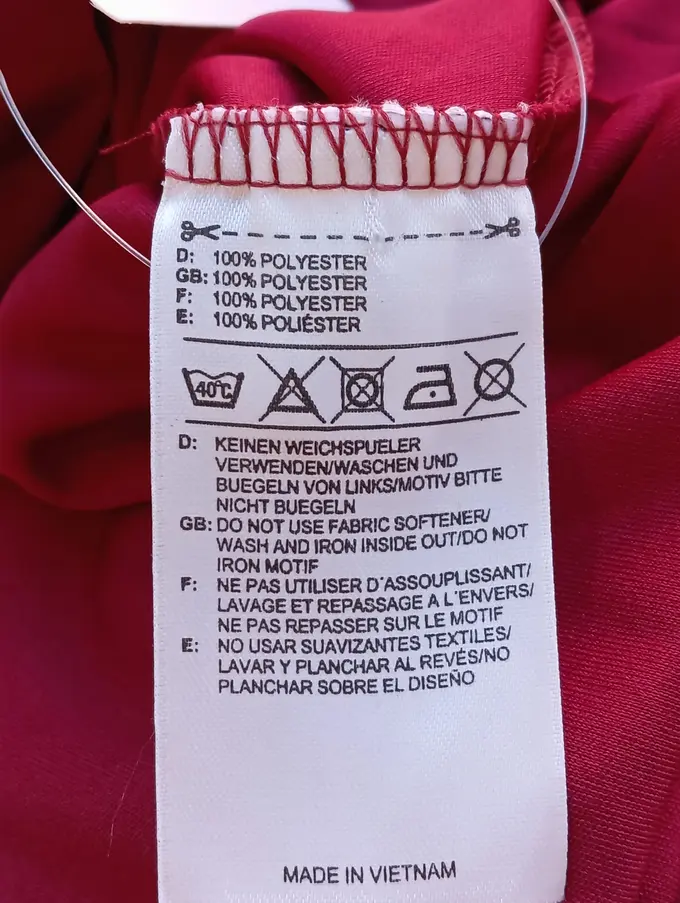 D: 100% POLYESTER
GB: 100% POLYESTER
F: 100% POLYESTER
E: 100% POLIÉSTER
40°C
D: KEINEN WEICHSPUELER
VERWENDEN/WASCHEN UND
BUEGELN VON LINKS/MOTIV BITTE
NICHT BUEGELN
GB: DO NOT USE FABRIC SOFTENER/
WASH AND IRON INSIDE OUT/DO NOT
IRON MOTIF
F: NE PAS UTILISER D'ASSOUPLISSANT/
LAVAGE ET REPASSAGE A L'ENVERS/
NE PAS REPASSER SUR LE MOTIF
E: NO USAR SUAVIZANTES TEXTILES/
LAVAR Y PLANCHAR AL REVÉS/NO
PLANCHAR SOBRE EL DISEÑO
MADE IN VIETNAM